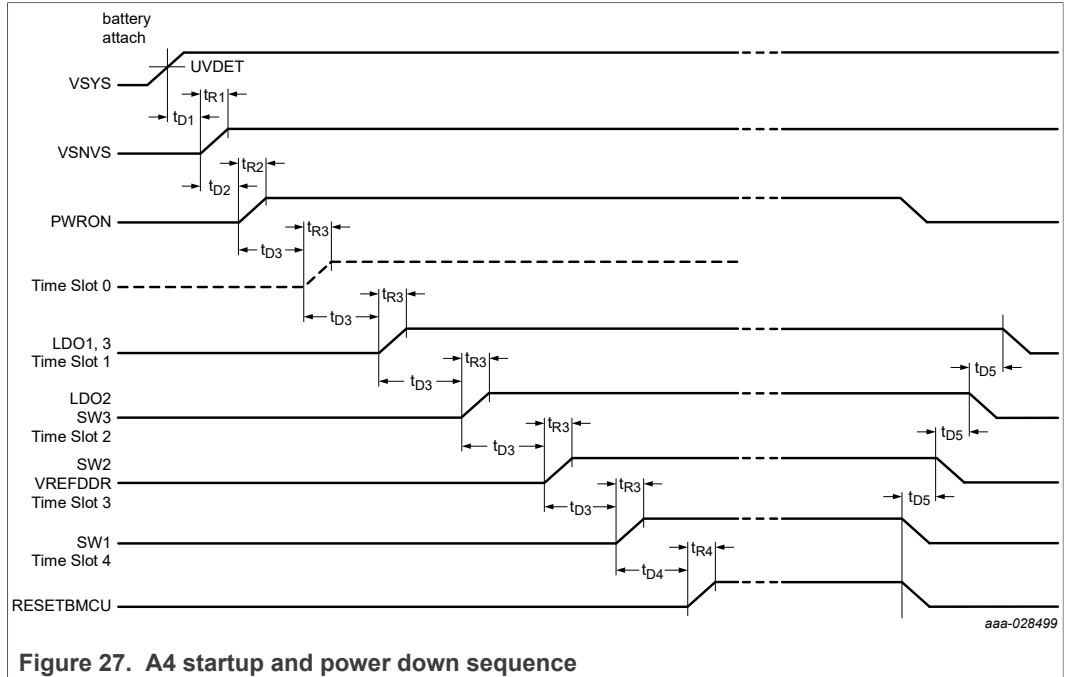 battery
attach
UVDET
VSYS
tR1
tD1
VSNVS
tR2
tD2
PWRON
tR3
tD3
Time Slot 0
tR3
tD3
LDO1, 3
Time Slot 1
tR3
tD5
tD3
LDO2
SW3
Time Slot 2
tR3
tD5
tD3
SW2
VREFDDR
Time Slot 3
tR3
tD5
tD3
SW1
Time Slot 4
tR4
tD4
RESETBMCU
aaa-028499
Figure 27. A4 startup and power down sequence